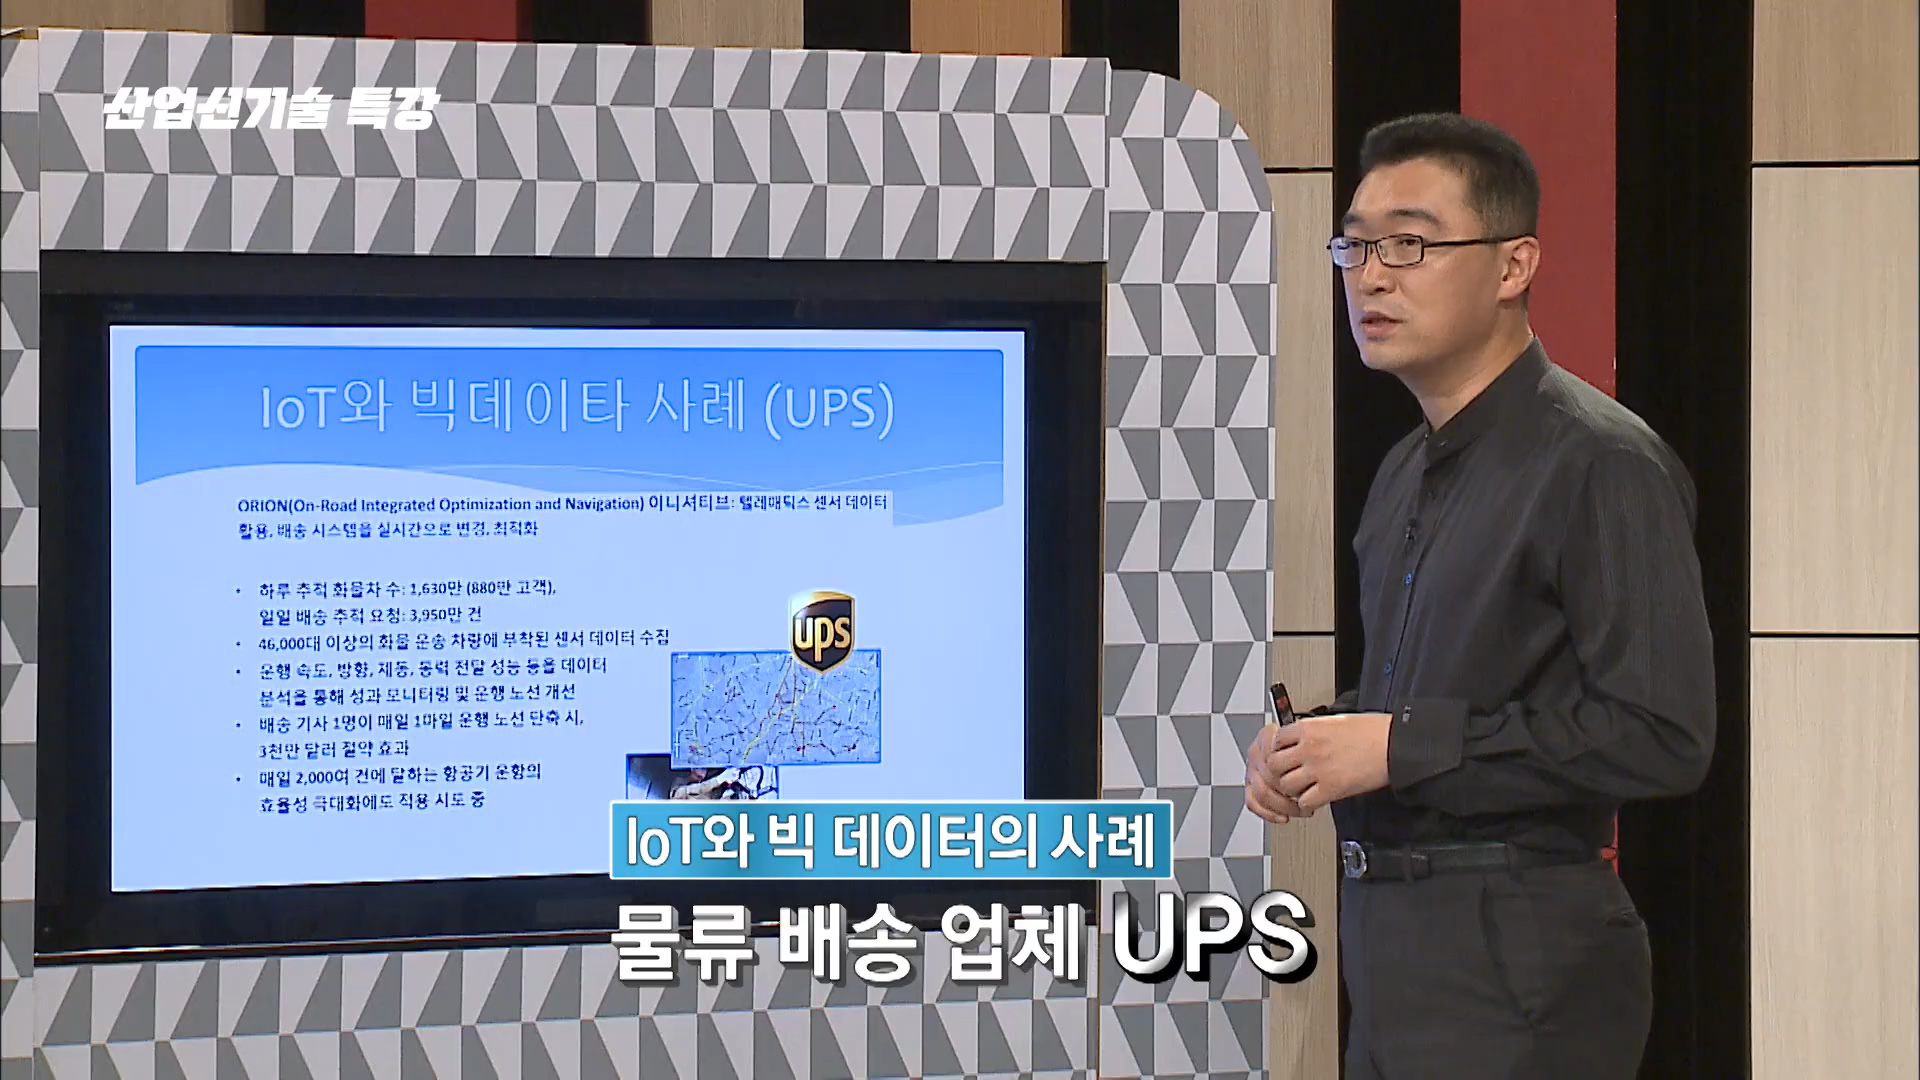 산업신기술 특강
IoT와 빅데이타 사례 (UPS)
ORION(On-Road Integrated Optimization and Navigation) 이니셔티브: 텔레매틱스 센서 데이터
활용, 배송 시스템을 실시간으로 변경, 최적화
• 하루 추적 화물차 수: 1,630만 (880만 고객),
일일 배송 추적 요청: 3,950만 건
• 46,000대 이상의 화물 운송 차량에 부착된 센서 데이터 수집
• 운행 속도, 방향, 제동, 동력 전달 성능 등을 데이터
분석을 통해 성과 모니터링 및 운행 노선 개선
• 배송 기사 1명이 매일 1마일 운행 노선 단축 시,
3천만 달러 절약 효과
• 매일 2,000여 건에 달하는 항공기 운항의
효율성 극대화에도 적용 시도 중
ups
IoT와 빅 데이터의 사례
물류 배송 업체 UPS